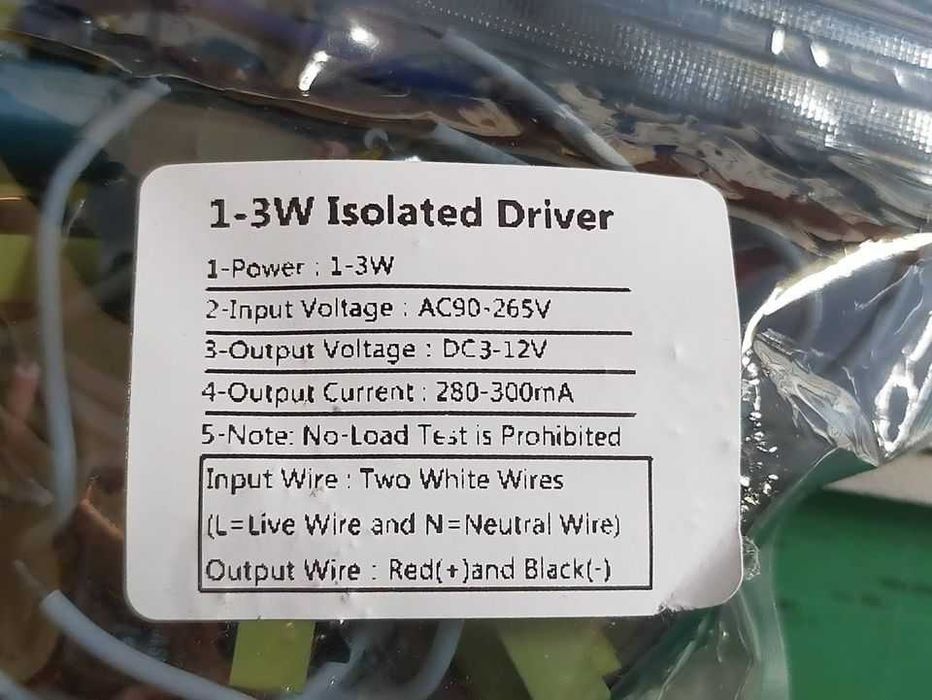 1-3W Isolated Driver
1-Power : 1-3W
2-Input Voltage : AC90-265V
3-Output Voltage : DC3-12V
4-Output Current : 280-300mA
5-Note: No-Load Test is Prohibited
Input Wire : Two White Wires
(L=Live Wire and N=Neutral Wire)
Output Wire : Red(+)and Black(-)